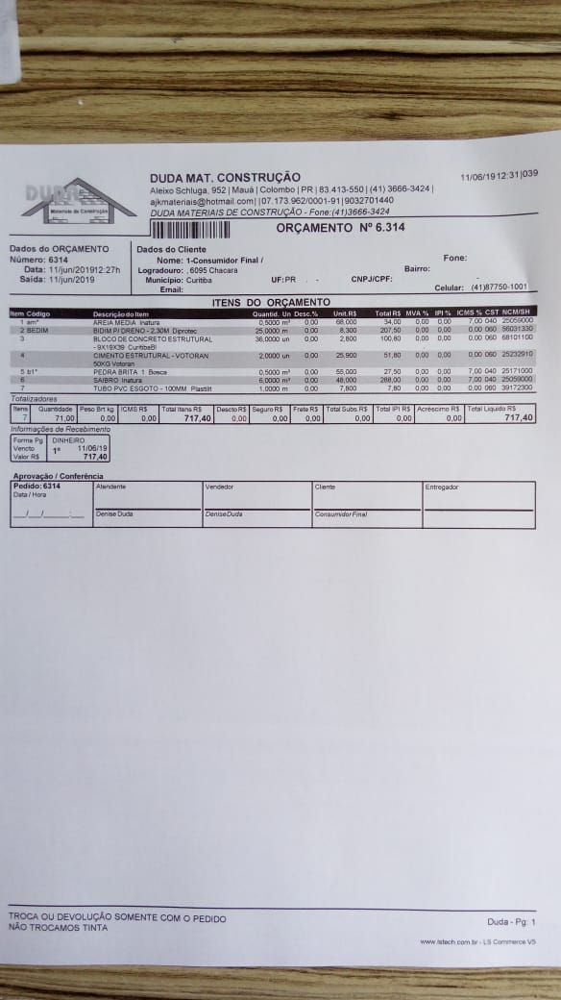 DUDA
Materiais de Construção
DUDA MAT. CONSTRUÇÃO
11/06/19 12:31|039
Aleixo Schluga, 952 | Mauá | Colombo | PR | 83.413-550 | (41) 3666-3424 |
ajkmateriais@hotmail.com| |07.173.962/0001-91| 9032701440
DUDA MATERIAIS DE CONSTRUÇÃO - Fone:(41)3666-3424
ORÇAMENTO Nº 6.314
Dados do ORÇAMENTO
Número: 6314
Data: 11/jun/201912:27h
Saída: 11/jun/2019
Dados do Cliente
Nome: 1-Consumidor Final / Fone:
Logradouro: , 6095 Chacara Bairro: -
Município: Curitiba UF:PR . - CNPJ/CPF:
Email: Celular: (41)87750-1001
ITENS DO ORÇAMENTO
Item Código Descrição do Item Quantid. Un Desc.% Unit.R$ Total R$ MVA % IPI % ICMS % CST NCM/SH
1 am* AREIA MEDIA Inatura 0,5000 m³ 0,00 68,000 34,00 0,00 0,00 7,00 040 25059000
2 BEDIM BIDIM P/ DRENO - 2,30M Diprotec 25,0000 m 0,00 8,300 207,50 0,00 0,00 0,00 060 56031330
3 BLOCO DE CONCRETO ESTRUTURAL 36,0000 un 0,00 2,800 100,80 0,00 0,00 0,00 060 68101100
- 9X19X39 CuritibaBl
4 CIMENTO ESTRUTURAL - VOTORAN 2,0000 un 0,00 25,900 51,80 0,00 0,00 0,00 060 25232910
50KG Votoran
5 b1* PEDRA BRITA 1 Bosca 0,5000 m³ 0,00 55,000 27,50 0,00 0,00 7,00 040 25171000
6 SAIBRO Inatura 6,0000 m³ 0,00 48,000 288,00 0,00 0,00 7,00 040 25059000
7 TUBO PVC ESGOTO - 100MM Plastilit 1,0000 m 0,00 7,800 7,80 0,00 0,00 0,00 060 39172300
Totalizadores
Itens Quantidade Peso Brt kg ICMS R$ Total Itens R$ Descto R$ Seguro R$ Frete R$ Total Subs R$ Total IPI R$ Acréscimo R$ Total Liquido R$
7 71,00 0,00 0,00 717,40 0,00 0,00 0,00 0,00 0,00 0,00 717,40
Informações de Recebimento
Forma Pg DINHEIRO
Vencto 1ª 11/06/19
Valor R$ 717,40
Aprovação / Conferência
Pedido: 6314 Atendente Vendedor Cliente Entregador
Data / Hora
__/__/______:__ Denise Duda Denise Duda Consumidor Final
TROCA OU DEVOLUÇÃO SOMENTE COM O PEDIDO
NÃO TROCAMOS TINTA
Duda - Pg: 1
www.lstech.com.br - LS Commerce V5